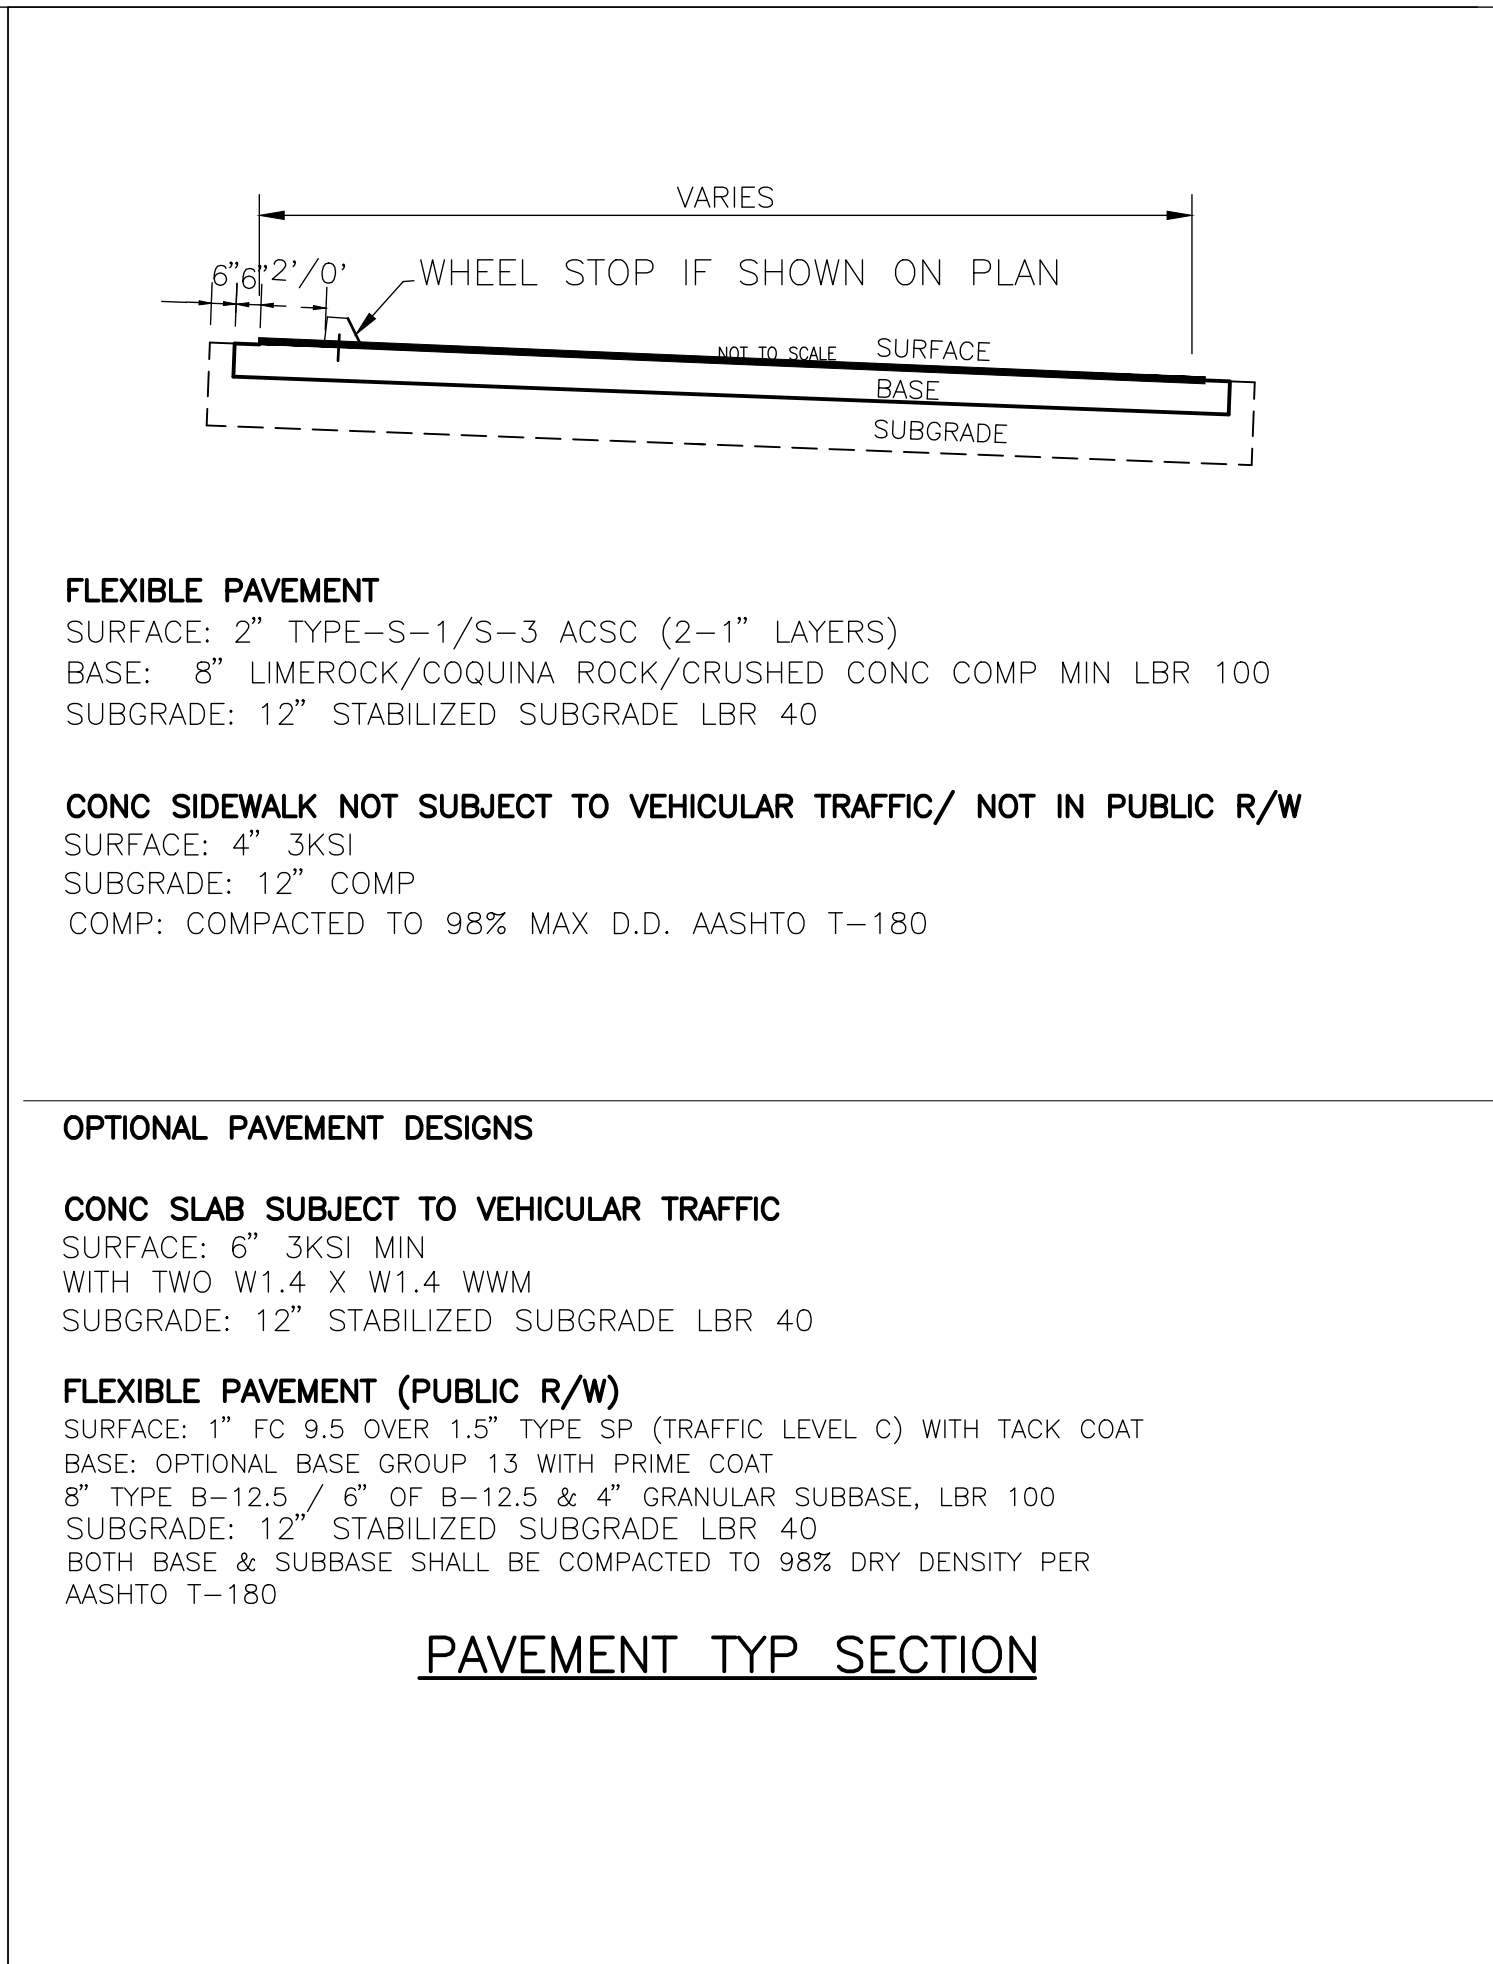 VARIES
6" 6" 2'/0' WHEEL STOP IF SHOWN ON PLAN
NOT TO SCALE SURFACE
BASE
SUBGRADE
FLEXIBLE PAVEMENT
SURFACE: 2" TYPE-S-1/S-3 ACSC (2-1" LAYERS)
BASE: 8" LIMEROCK/COQUINA ROCK/CRUSHED CONC COMP MIN LBR 100
SUBGRADE: 12" STABILIZED SUBGRADE LBR 40
CONC SIDEWALK NOT SUBJECT TO VEHICULAR TRAFFIC/ NOT IN PUBLIC R/W
SURFACE: 4" 3KSI
SUBGRADE: 12" COMP
COMP: COMPACTED TO 98% MAX D.D. AASHTO T-180
OPTIONAL PAVEMENT DESIGNS
CONC SLAB SUBJECT TO VEHICULAR TRAFFIC
SURFACE: 6" 3KSI MIN
WITH TWO W1.4 X W1.4 WWM
SUBGRADE: 12" STABILIZED SUBGRADE LBR 40
FLEXIBLE PAVEMENT (PUBLIC R/W)
SURFACE: 1" FC 9.5 OVER 1.5" TYPE SP (TRAFFIC LEVEL C) WITH TACK COAT
BASE: OPTIONAL BASE GROUP 13 WITH PRIME COAT
8" TYPE B-12.5 / 6" OF B-12.5 & 4" GRANULAR SUBBASE, LBR 100
SUBGRADE: 12" STABILIZED SUBGRADE LBR 40
BOTH BASE & SUBBASE SHALL BE COMPACTED TO 98% DRY DENSITY PER
AASHTO T-180
PAVEMENT TYP SECTION